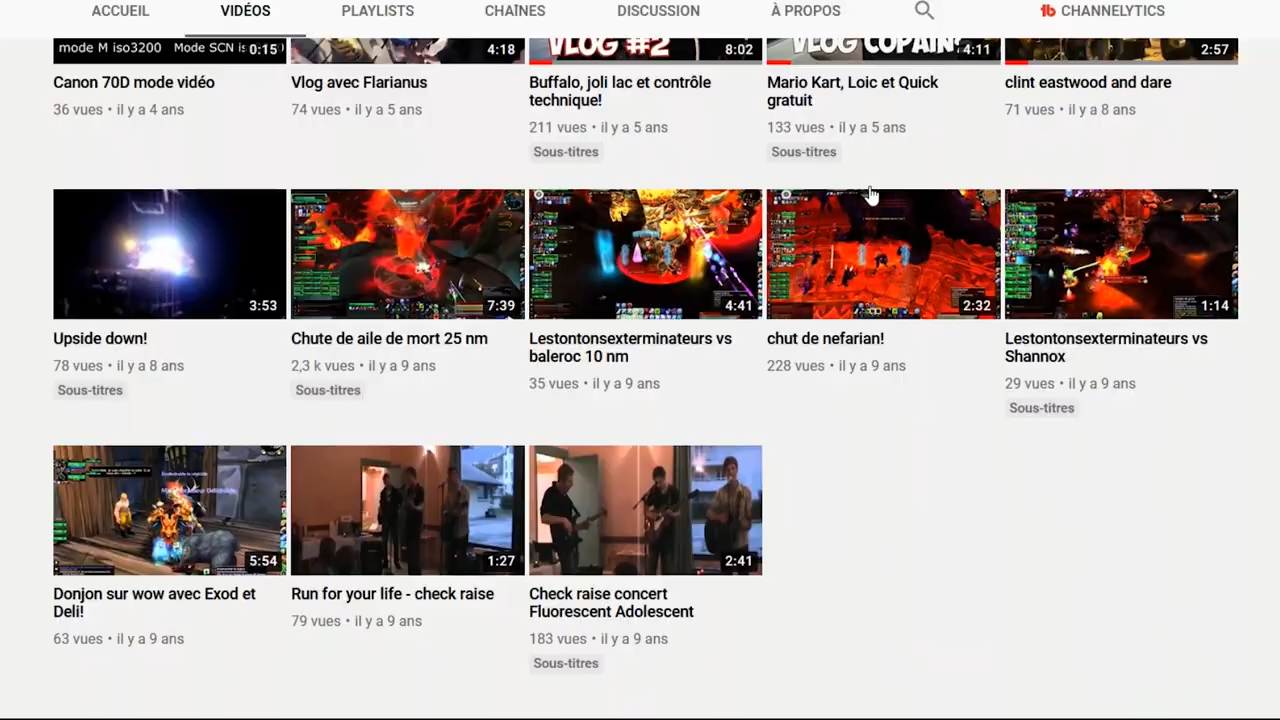 ACCUEIL VIDÉOS PLAYLISTS CHAÎNES DISCUSSION À PROPOS CHANNELYTICS
mode M iso3200 Mode SCN is 0:15
4:18
VLOG #2 8:02
VLOG COPAIN 4:11
2:57
Canon 70D mode vidéo
36 vues • il y a 4 ans
Vlog avec Flarianus
74 vues • il y a 5 ans
Buffalo, joli lac et contrôle
technique!
211 vues • il y a 5 ans
Sous-titres
Mario Kart, Loic et Quick
gratuit
133 vues • il y a 5 ans
Sous-titres
clint eastwood and dare
71 vues • il y a 8 ans
3:53
Upside down!
78 vues • il y a 8 ans
Sous-titres
7:39
Chute de aile de mort 25 nm
2,3 k vues • il y a 9 ans
Sous-titres
4:41
Lestontonsexterminateurs vs
baleroc 10 nm
35 vues • il y a 9 ans
2:32
chut de nefarian!
228 vues • il y a 9 ans
1:14
Lestontonsexterminateurs vs
Shannox
29 vues • il y a 9 ans
Sous-titres
5:54
Donjon sur wow avec Exod et
Deli!
63 vues • il y a 9 ans
1:27
Run for your life - check raise
79 vues • il y a 9 ans
2:41
Check raise concert
Fluorescent Adolescent
183 vues • il y a 9 ans
Sous-titres